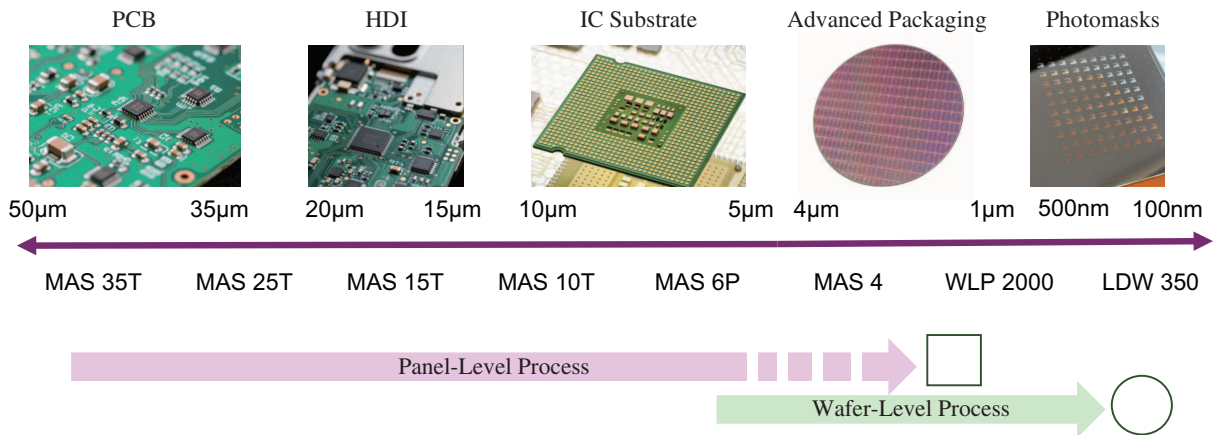 PCB HDI IC Substrate Advanced Packaging Photomasks
50μm 35μm 20μm 15μm 10μm 5μm 4μm 1μm 500nm 100nm
MAS 35T MAS 25T MAS 15T MAS 10T MAS 6P MAS 4 WLP 2000 LDW 350
Panel-Level Process
Wafer-Level Process